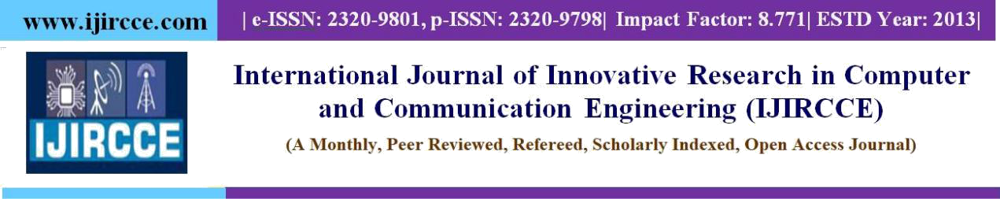 www.ijircce.com | e-ISSN: 2320-9801, p-ISSN: 2320-9798| Impact Factor: 8.771| ESTD Year: 2013|
International Journal of Innovative Research in Computer
and Communication Engineering (IJIRCCE)
(A Monthly, Peer Reviewed, Refereed, Scholarly Indexed, Open Access Journal)
IJIRCCE